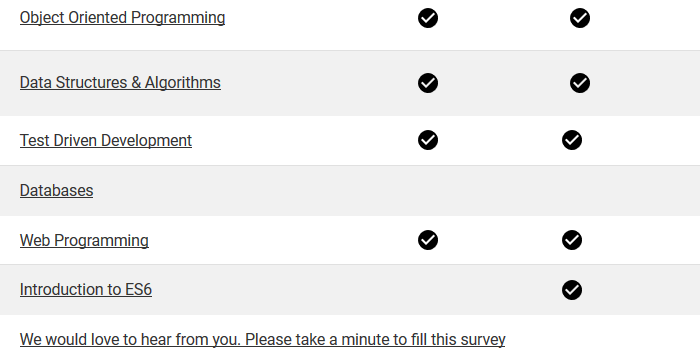 Object Oriented Programming
Data Structures & Algorithms
Test Driven Development
Databases
Web Programming
Introduction to ES6
We would love to hear from you. Please take a minute to fill this survey